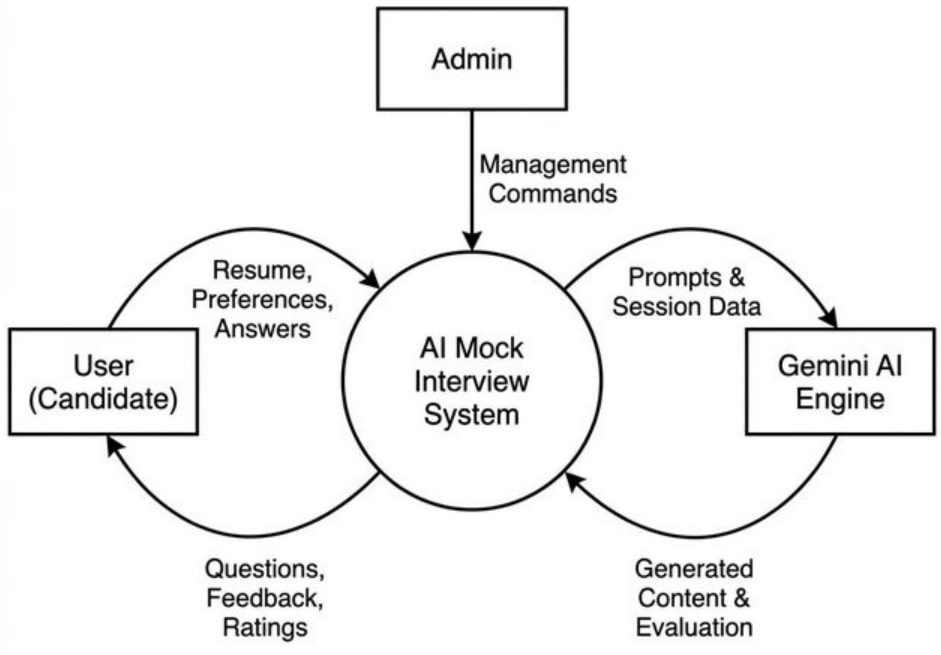 Admin
Management
Commands
Resume,
Preferences,
Answers
Prompts &
Session Data
User
(Candidate)
AI Mock
Interview
System
Gemini AI
Engine
Questions,
Feedback,
Ratings
Generated
Content &
Evaluation